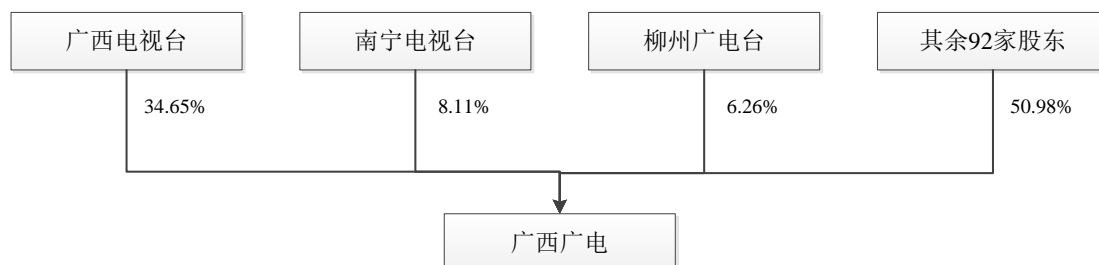 广西电视台
南宁电视台
柳州广电台
其余92家股东
34.65%
8.11%
6.26%
50.98%
广西广电